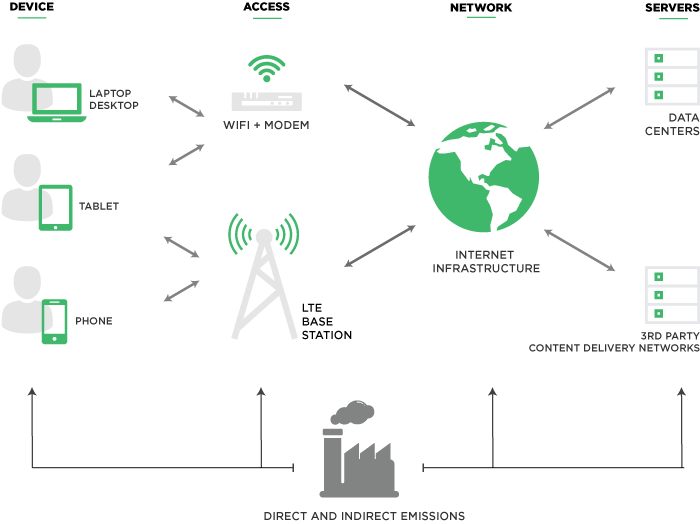 DEVICE
ACCESS
NETWORK
SERVERS
LAPTOP
DESKTOP
WIFI + MODEM
DATA
CENTERS
TABLET
INTERNET
INFRASTRUCTURE
PHONE
LTE
BASE
STATION
3RD PARTY
CONTENT DELIVERY NETWORKS
DIRECT AND INDIRECT EMISSIONS